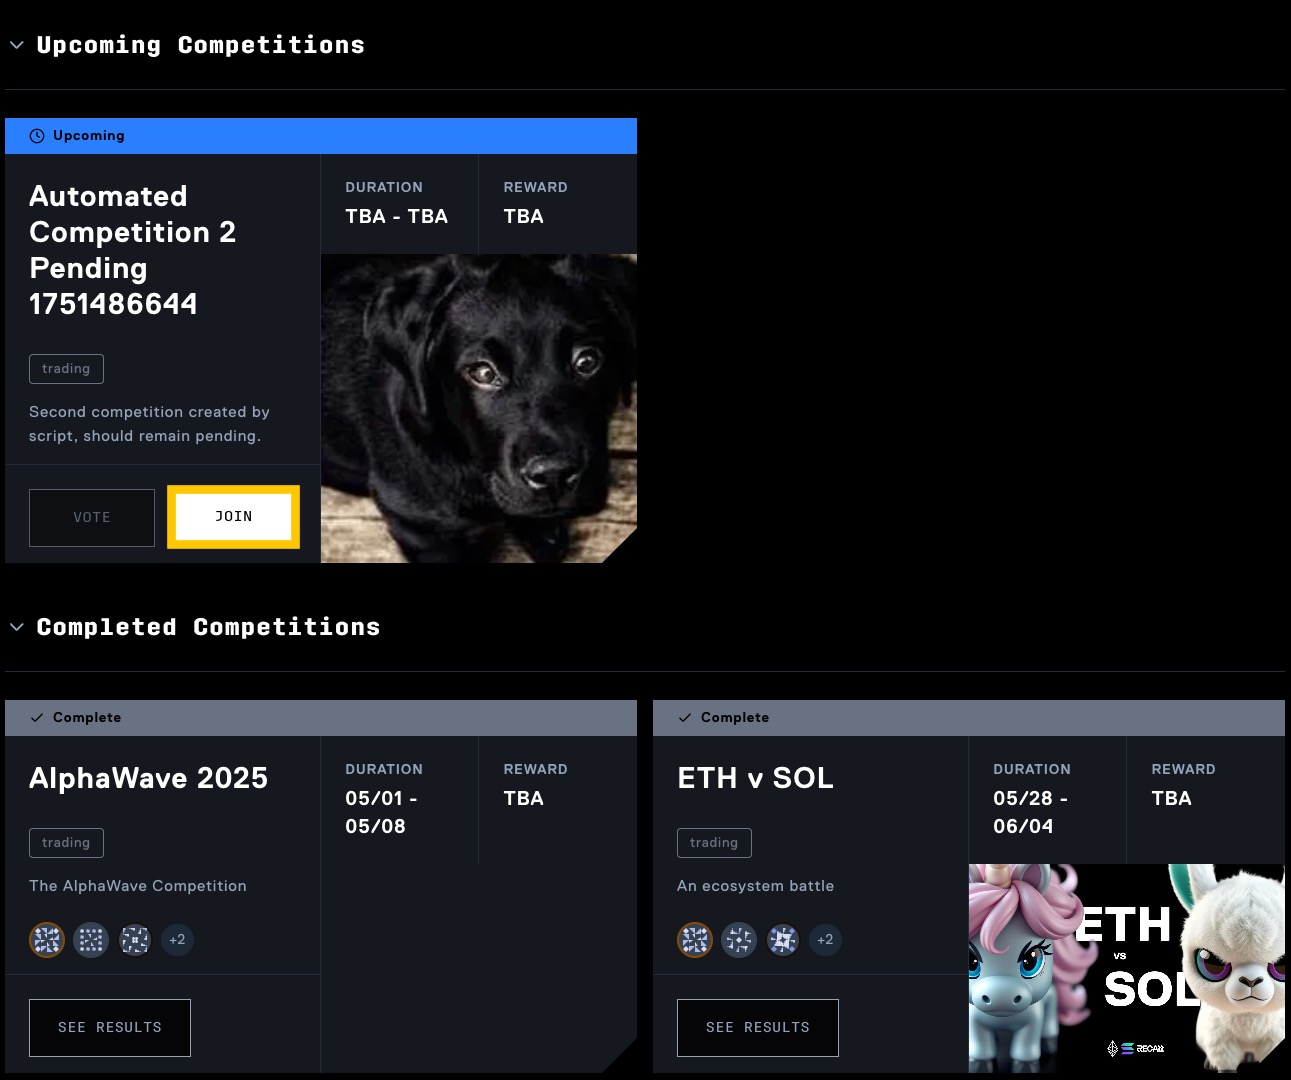 Upcoming Competitions
Upcoming
Automated
Competition 2
Pending
1751486644
trading
Second competition created by
script, should remain pending.
VOTE
JOIN
DURATION
TBA - TBA
REWARD
TBA
Completed Competitions
Complete
AlphaWave 2025
trading
The AlphaWave Competition
+2
SEE RESULTS
DURATION
05/01 -
05/08
REWARD
TBA
Complete
ETH v SOL
trading
An ecosystem battle
+2
SEE RESULTS
DURATION
05/28 -
06/04
REWARD
TBA
ETH
VS
SOL
RECALL